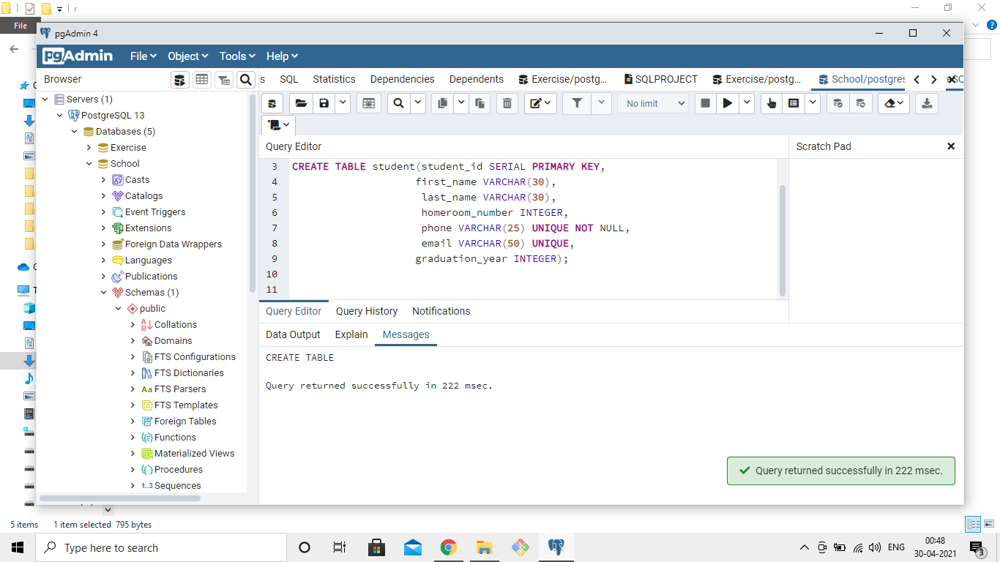 r
File
pgAdmin 4
pgAdmin
File
Object
Tools
Help
Browser
s
SQL
Statistics
Dependencies
Dependents
Exercise/postg...
SQLPROJECT
Exercise/postg...
School/postgres
SQ
Servers (1)
PostgreSQL 13
Databases (5)
Exercise
School
Casts
Catalogs
Event Triggers
Extensions
Foreign Data Wrappers
Languages
Publications
Schemas (1)
public
Collations
Domains
FTS Configurations
FTS Dictionaries
Aa FTS Parsers
FTS Templates
Foreign Tables
Functions
Materialized Views
Procedures
1..3 Sequences
No limit
Query Editor
Scratch Pad
3 CREATE TABLE student(student_id SERIAL PRIMARY KEY,
4 first_name VARCHAR(30),
5 last_name VARCHAR(30),
6 homeroom_number INTEGER,
7 phone VARCHAR(25) UNIQUE NOT NULL,
8 email VARCHAR(50) UNIQUE,
9 graduation_year INTEGER);
10
11
Query Editor
Query History
Notifications
Data Output
Explain
Messages
CREATE TABLE
Query returned successfully in 222 msec.
Query returned successfully in 222 msec.
5 items
1 item selected 795 bytes
Type here to search
ENG
00:48
30-04-2021
3